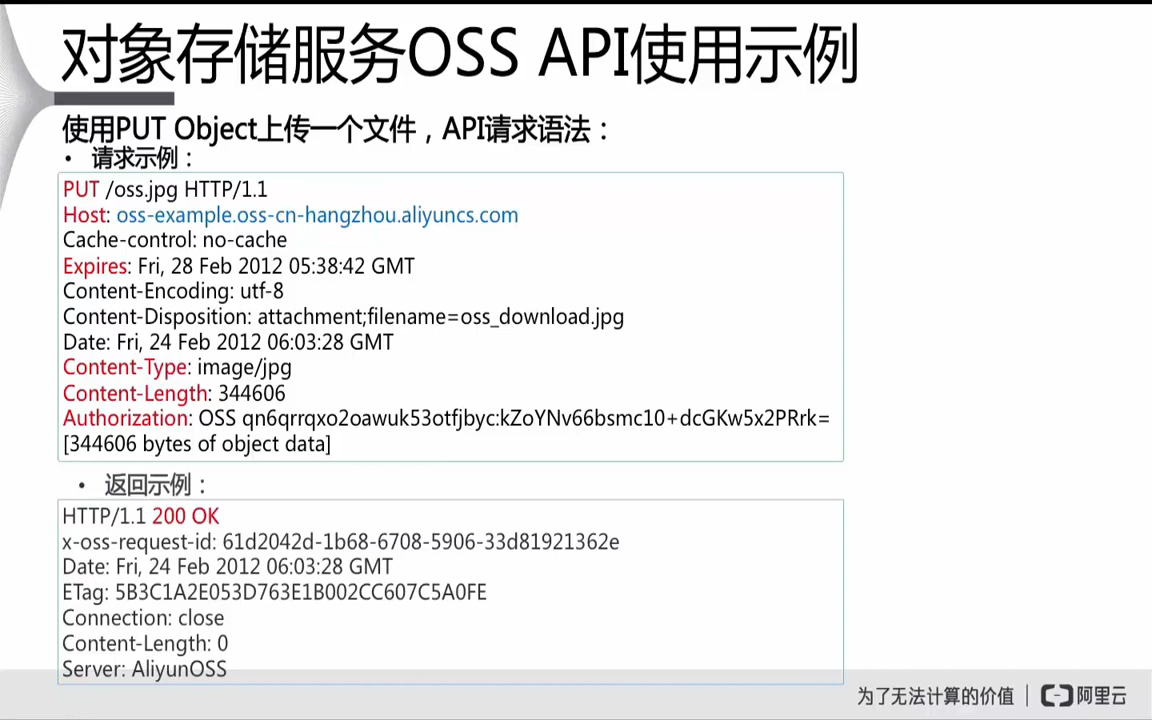 对象存储服务OSS API使用示例
使用PUT Object上传一个文件，API请求语法：
• 请求示例：
PUT /oss.jpg HTTP/1.1
Host: oss-example.oss-cn-hangzhou.aliyuncs.com
Cache-control: no-cache
Expires: Fri, 28 Feb 2012 05:38:42 GMT
Content-Encoding: utf-8
Content-Disposition: attachment;filename=oss_download.jpg
Date: Fri, 24 Feb 2012 06:03:28 GMT
Content-Type: image/jpg
Content-Length: 344606
Authorization: OSS qn6qrrqxo2oawuk53otfjbyc:kZoYNv66bsmc10+dcGKw5x2PRrk=
[344606 bytes of object data]
• 返回示例：
HTTP/1.1 200 OK
x-oss-request-id: 61d2042d-1b68-6708-5906-33d81921362e
Date: Fri, 24 Feb 2012 06:03:28 GMT
ETag: 5B3C1A2E053D763E1B002CC607C5A0FE
Connection: close
Content-Length: 0
Server: AliyunOSS
为了无法计算的价值 | 阿里云